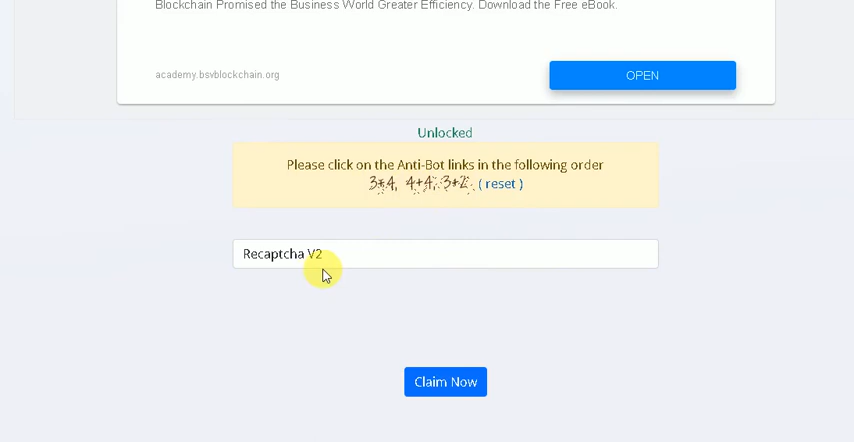 Blockchain Promised the Business World Greater Efficiency. Download the Free eBook.
academy.bsvblockchain.org
OPEN
Unlocked
Please click on the Anti-Bot links in the following order
3*4, 4+4, 3+2 ( reset )
Recaptcha V2
Claim Now